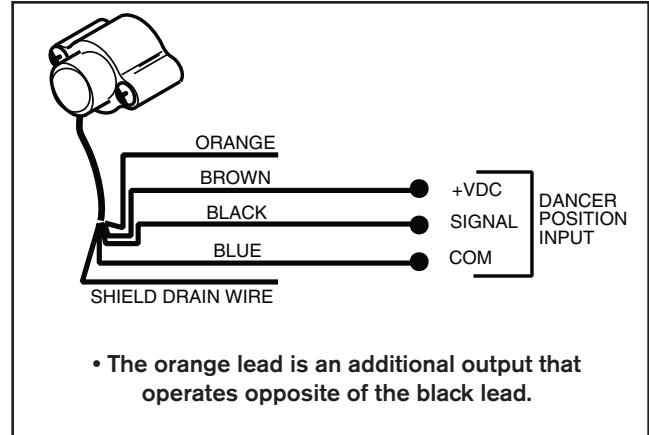 ORANGE
BROWN
+VDC
BLACK
SIGNAL
BLUE
COM
DANCER
POSITION
INPUT
SHIELD DRAIN WIRE
• The orange lead is an additional output that
operates opposite of the black lead.